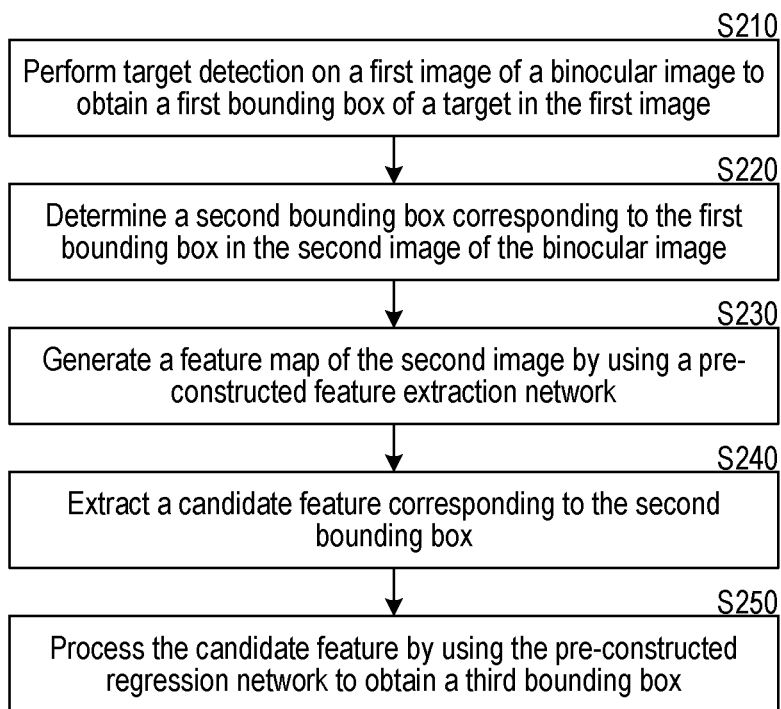 S210
Perform target detection on a first image of a binocular image to
obtain a first bounding box of a target in the first image
S220
Determine a second bounding box corresponding to the first
bounding box in the second image of the binocular image
S230
Generate a feature map of the second image by using a pre-
constructed feature extraction network
S240
Extract a candidate feature corresponding to the second
bounding box
S250
Process the candidate feature by using the pre-constructed
regression network to obtain a third bounding box